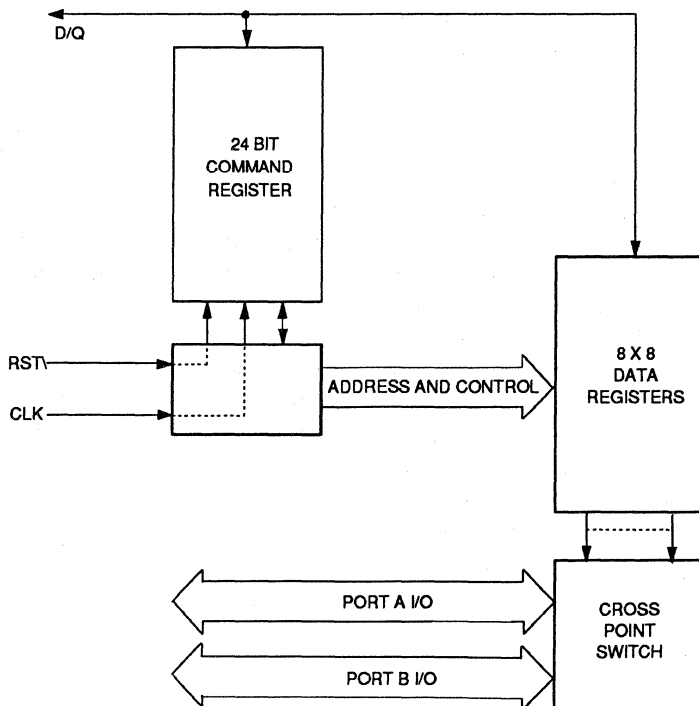 D/Q
24 BIT
COMMAND
REGISTER
RST\
CLK
ADDRESS AND CONTROL
8 X 8
DATA
REGISTERS
PORT A I/O
PORT B I/O
CROSS
POINT
SWITCH